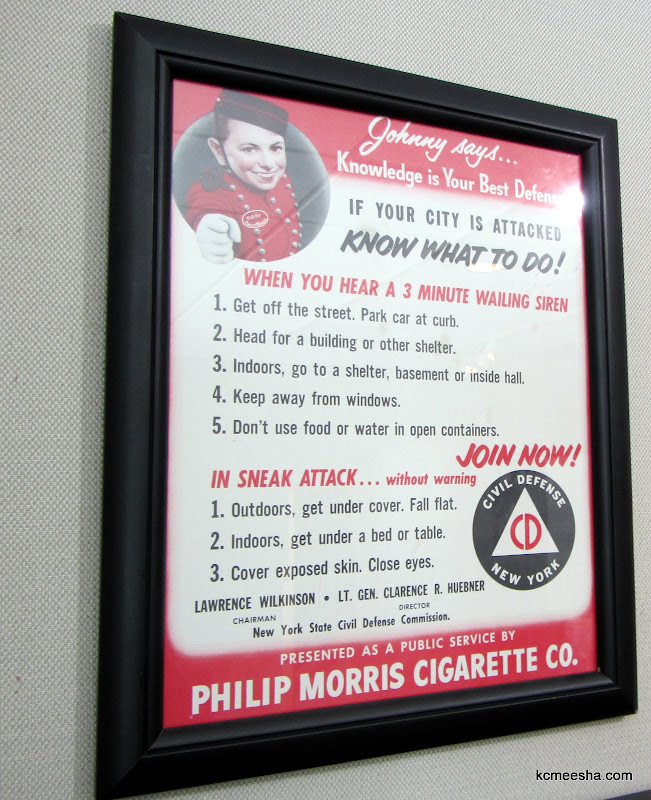 Johnny says...
Knowledge is Your Best Defense
IF YOUR CITY IS ATTACKED
KNOW WHAT TO DO!
WHEN YOU HEAR A 3 MINUTE WAILING SIREN
1. Get off the street. Park car at curb.
2. Head for a building or other shelter.
3. Indoors, go to a shelter, basement or inside hall.
4. Keep away from windows.
5. Don't use food or water in open containers.
JOIN NOW!
IN SNEAK ATTACK... without warning
1. Outdoors, get under cover. Fall flat.
2. Indoors, get under a bed or table.
3. Cover exposed skin. Close eyes.
CIVIL DEFENSE
CD
NEW YORK
LAWRENCE WILKINSON • LT. GEN. CLARENCE R. HUEBNER
CHAIRMAN DIRECTOR
New York State Civil Defense Commission.
PRESENTED AS A PUBLIC SERVICE BY
PHILIP MORRIS CIGARETTE CO.
kcmeesha.com